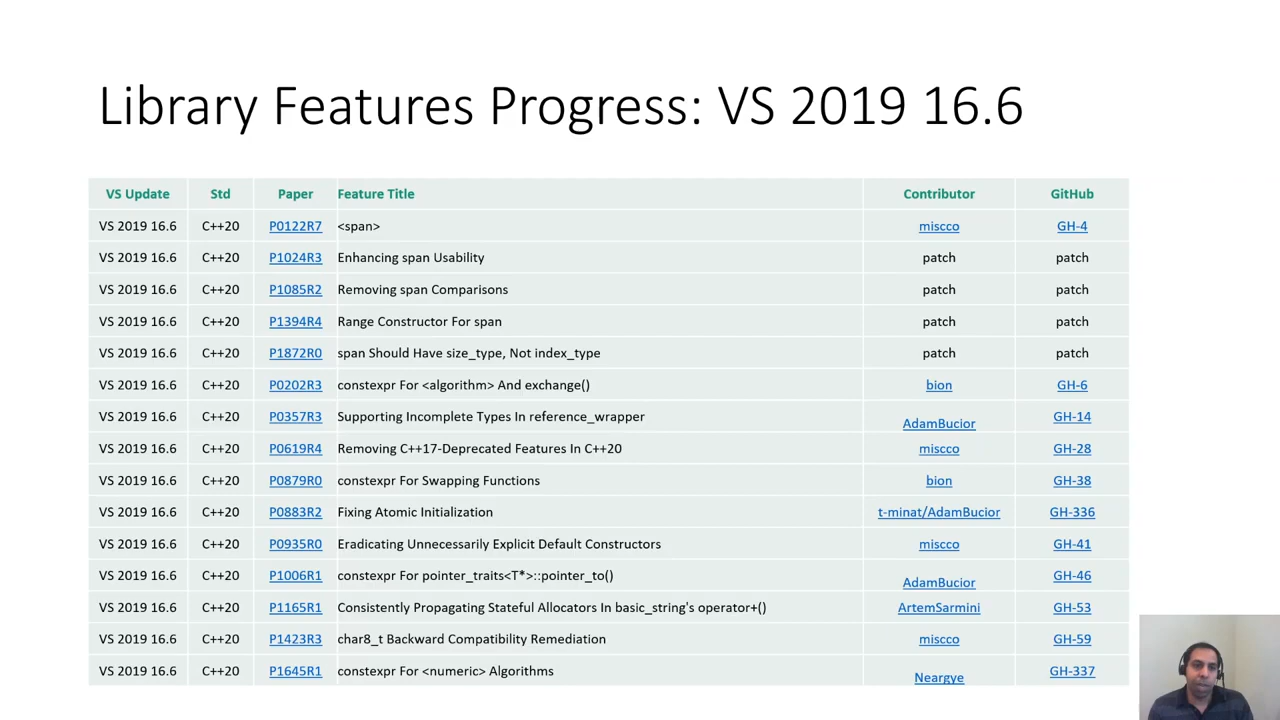 Library Features Progress: VS 2019 16.6
VS Update Std Paper Feature Title Contributor GitHub
VS 2019 16.6 C++20 P0122R7 <span> miscco GH-4
VS 2019 16.6 C++20 P1024R3 Enhancing span Usability patch patch
VS 2019 16.6 C++20 P1085R2 Removing span Comparisons patch patch
VS 2019 16.6 C++20 P1394R4 Range Constructor For span patch patch
VS 2019 16.6 C++20 P1872R0 span Should Have size_type, Not index_type patch patch
VS 2019 16.6 C++20 P0202R3 constexpr For <algorithm> And exchange() bion GH-6
VS 2019 16.6 C++20 P0357R3 Supporting Incomplete Types In reference_wrapper AdamBucior GH-14
VS 2019 16.6 C++20 P0619R4 Removing C++17-Deprecated Features In C++20 miscco GH-28
VS 2019 16.6 C++20 P0879R0 constexpr For Swapping Functions bion GH-38
VS 2019 16.6 C++20 P0883R2 Fixing Atomic Initialization t-minat/AdamBucior GH-336
VS 2019 16.6 C++20 P0935R0 Eradicating Unnecessarily Explicit Default Constructors miscco GH-41
VS 2019 16.6 C++20 P1006R1 constexpr For pointer_traits<T*>::pointer_to() AdamBucior GH-46
VS 2019 16.6 C++20 P1165R1 Consistently Propagating Stateful Allocators In basic_string's operator+() ArtemSarmini GH-53
VS 2019 16.6 C++20 P1423R3 char8_t Backward Compatibility Remediation miscco GH-59
VS 2019 16.6 C++20 P1645R1 constexpr For <numeric> Algorithms Neargye GH-337